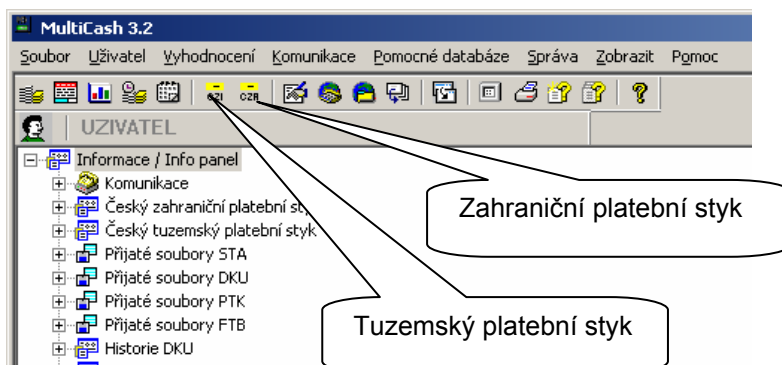 MultiCash 3.2
Soubor Uživatel Vyhodnocení Komunikace Pomocné databáze Správa Zobrazit Pomoc
CZI CZA
UZIVATEL
Informace / Info panel
Komunikace
Český zahraniční platební sty
Český tuzemský platební styk
Přijaté soubory STA
Přijaté soubory DKU
Přijaté soubory PTK
Přijaté soubory FTB
Historie DKU
Zahraniční platební styk
Tuzemský platební styk